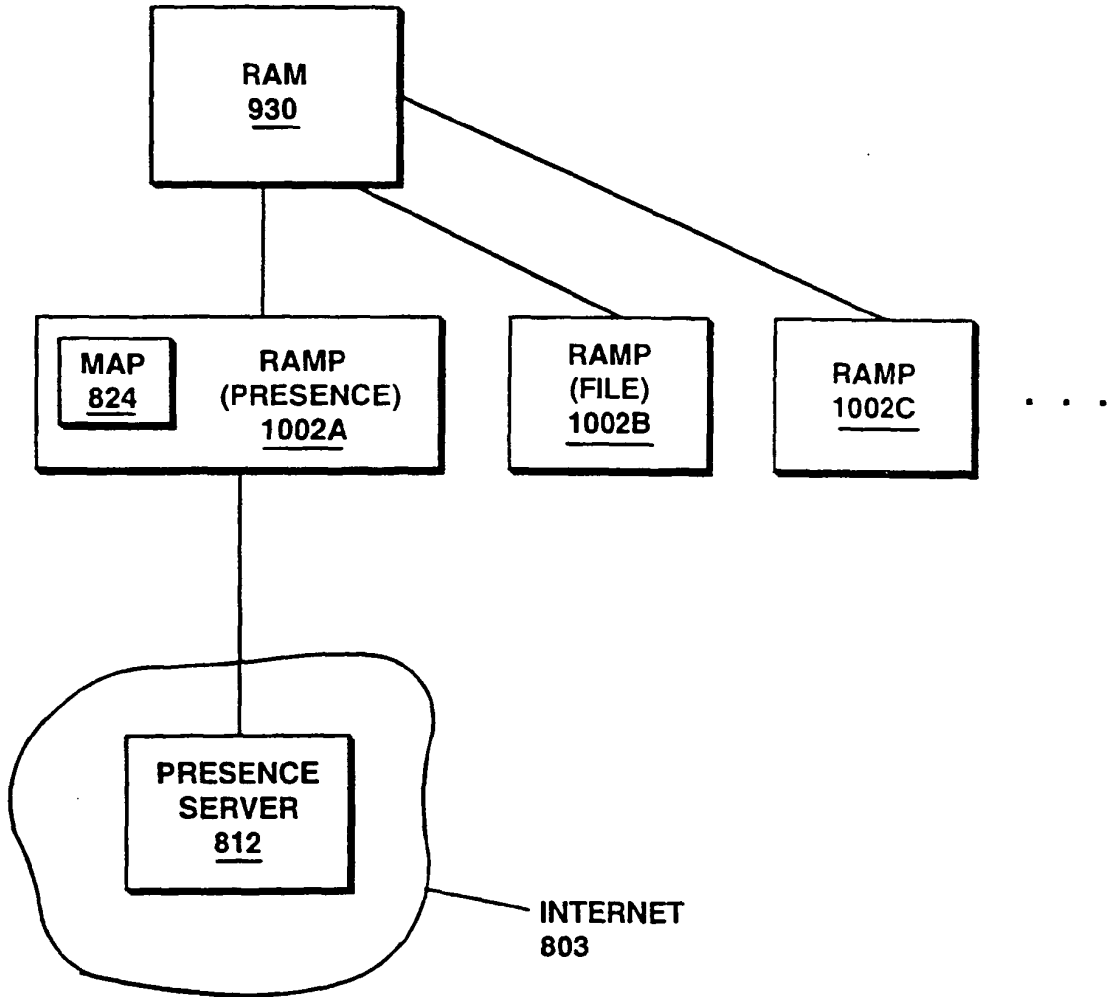 RAM
930
MAP
824
RAMP
(PRESENCE)
1002A
RAMP
(FILE)
1002B
RAMP
1002C
. . .
PRESENCE
SERVER
812
INTERNET
803